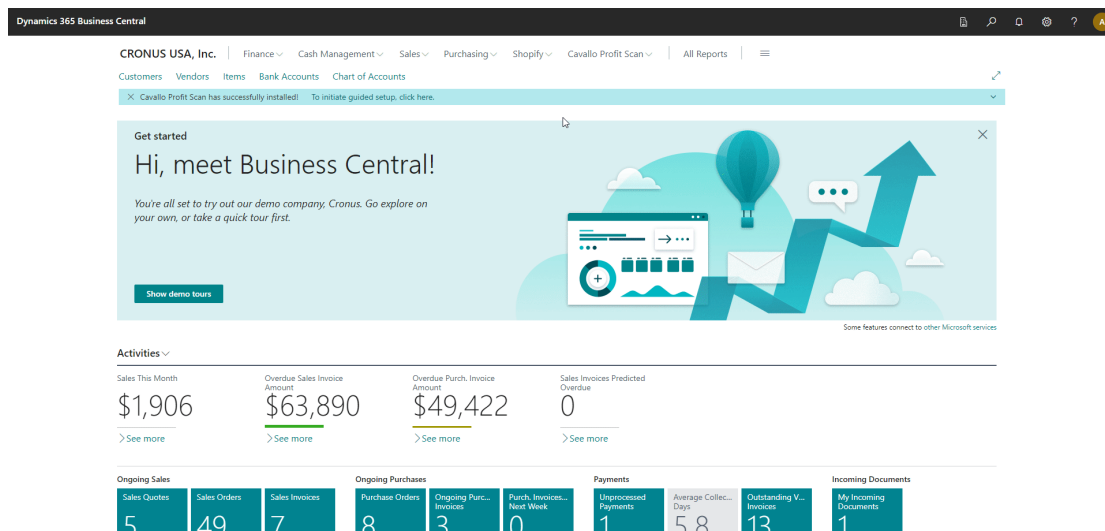 Dynamics 365 Business Central
A
CRONUS USA, Inc. Finance Cash Management Sales Purchasing Shopify Cavallo Profit Scan All Reports
Customers Vendors Items Bank Accounts Chart of Accounts
Cavallo Profit Scan has successfully installed! To initiate guided setup, click here.
Get started
Hi, meet Business Central!
You're all set to try out our demo company, Cronus. Go explore on
your own, or take a quick tour first.
Show demo tours
Some features connect to other Microsoft services
Activities
Sales This Month
$1,906
See more
Overdue Sales Invoice
Amount
$63,890
See more
Overdue Purch. Invoice
Amount
$49,422
See more
Sales Invoices Predicted
Overdue
0
See more
Ongoing Sales
Sales Quotes
5
Sales Orders
49
Sales Invoices
7
Ongoing Purchases
Purchase Orders
8
Ongoing Purc...
Invoices
3
Purch. Invoices...
Next Week
0
Payments
Unprocessed
Payments
1
Average Collec...
Days
5.8
Outstanding V...
Invoices
13
Incoming Documents
My Incoming
Documents
1